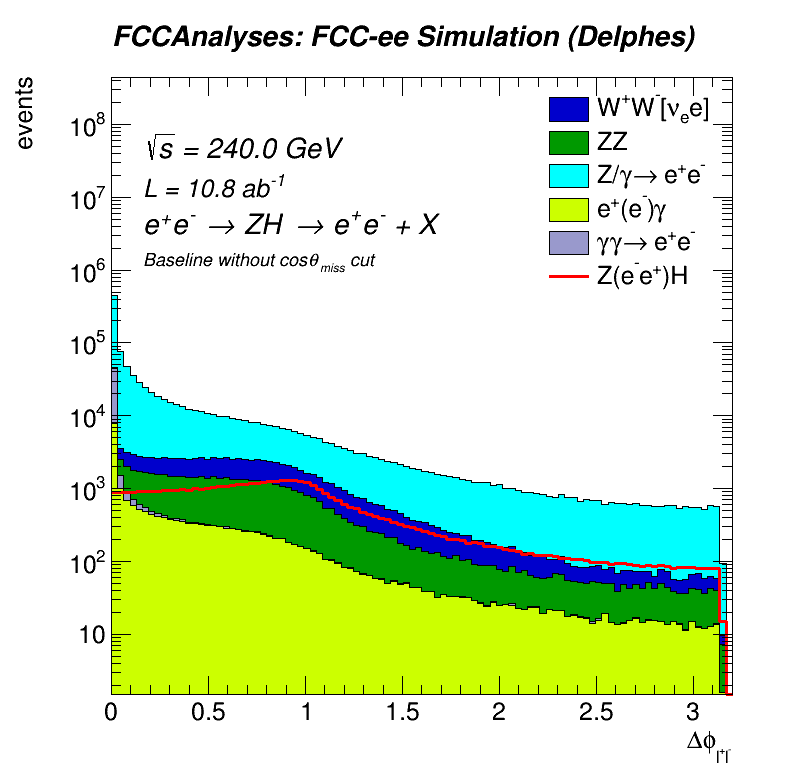 FCCAnalyses: FCC-ee Simulation (Delphes)
events
√s = 240.0 GeV
L = 10.8 ab⁻¹
e⁺e⁻ → ZH → e⁺e⁻ + X
Baseline without cosθ_miss cut
W⁺W⁻[νₑe]
ZZ
Z/γ→ e⁺e⁻
e⁺(e⁻)γ
γγ→ e⁺e⁻
Z(e⁻e⁺)H
10⁸
10⁷
10⁶
10⁵
10⁴
10³
10²
10
0 0.5 1 1.5 2 2.5 3
Δϕ_l⁺l⁻